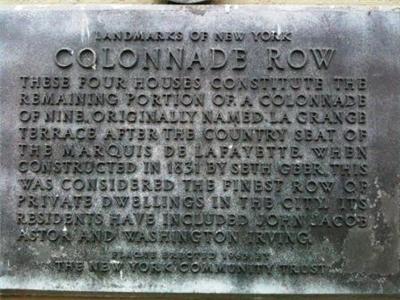 LANDMARKS OF NEW YORK
COLONNADE ROW
THESE FOUR HOUSES CONSTITUTE THE
REMAINING PORTION OF A COLONNADE
OF NINE, ORIGINALLY NAMED LA GRANGE
TERRACE AFTER THE COUNTRY SEAT OF
THE MARQUIS DE LAFAYETTE. WHEN
CONSTRUCTED IN 1831 BY SETH GEER, THIS
WAS CONSIDERED THE FINEST ROW OF
PRIVATE DWELLINGS IN THE CITY. ITS
RESIDENTS HAVE INCLUDED JOHN JACOB
ASTOR AND WASHINGTON IRVING.
ERECTED BY
THE NEW YORK COMMUNITY TRUST